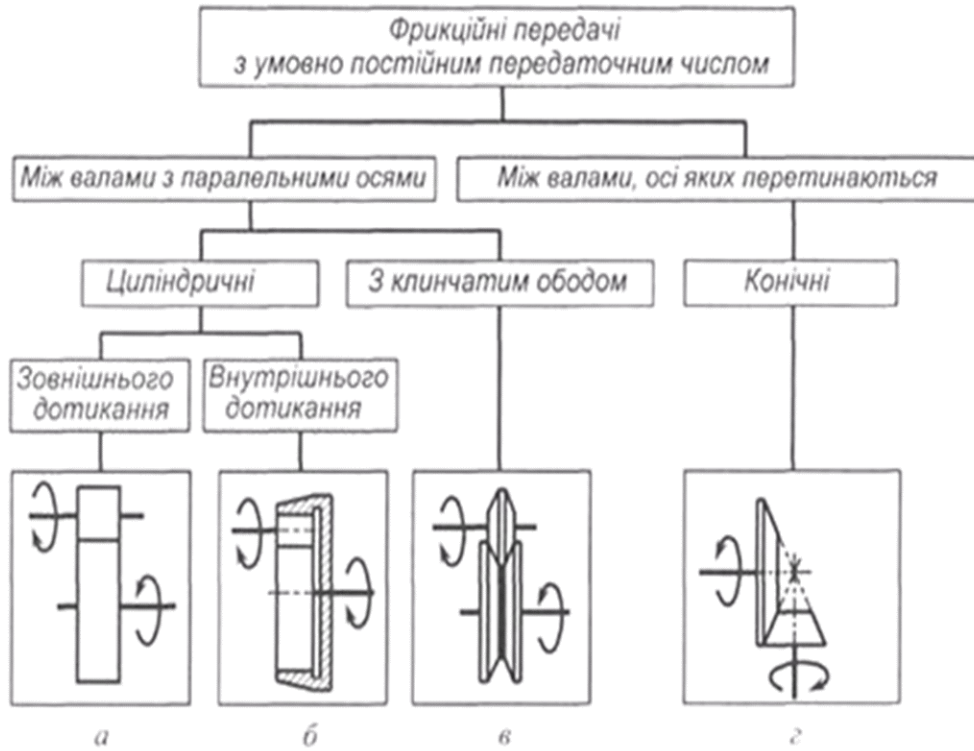 Фрикційні передачі
з умовно постійним передаточним числом
Між валами з паралельними осями
Між валами, осі яких перетинаються
Циліндричні
З клинчатим ободом
Конічні
Зовнішнього
дотикання
Внутрішнього
дотикання
а
б
в
г